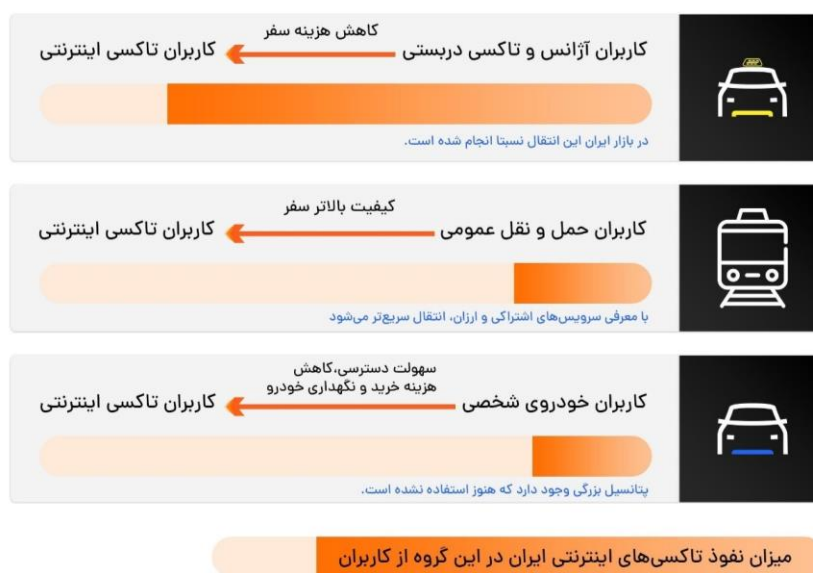 کاهش هزینه سفر
کاربران آژانس و تاکسی دربستی کاربران تاکسی اینترنتی
در بازار ایران این انتقال نسبتا انجام شده است.
کیفیت بالاتر سفر
کاربران حمل و نقل عمومی کاربران تاکسی اینترنتی
با معرفی سرویس‌های اشتراکی و ارزان، انتقال سریع‌تر می‌شود
سهولت دسترسی،کاهش
هزینه خرید و نگهداری خودرو
کاربران خودروی شخصی کاربران تاکسی اینترنتی
پتانسیل بزرگی وجود دارد که هنوز استفاده نشده است.
میزان نفوذ تاکسی‌های اینترنتی ایران در این گروه از کاربران